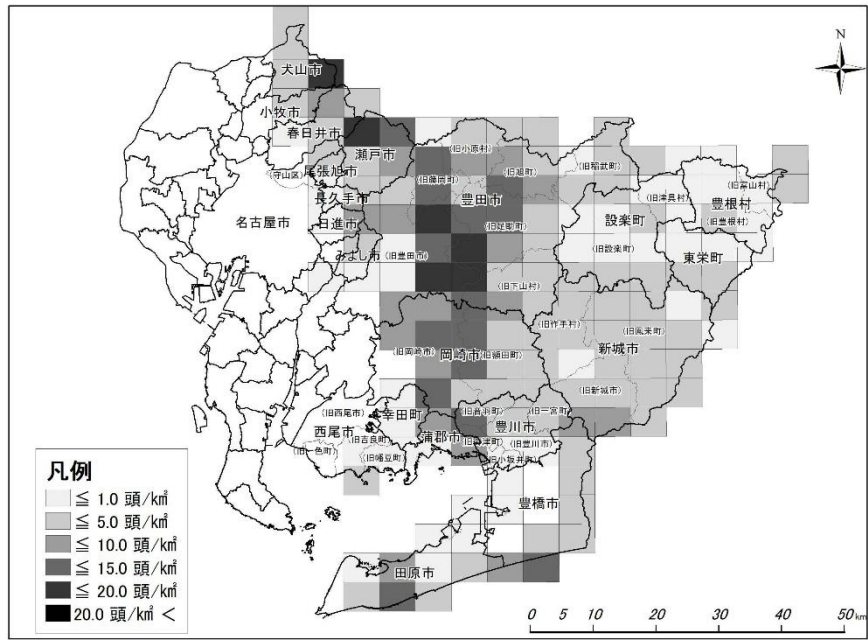 N
犬山市
小牧市
春日井市
瀬戸市
(旧小原村)
(旧稲武町)
(守山区)
尾張旭市
(旧藤岡町)
(旧旭町)
(旧富山村)
長久手市
豊田市
(旧津具村)
豊根村
名古屋市
日進市
(旧足助町)
設楽町
(旧豊根村)
みよし市
(旧豊田市)
(旧設楽町)
東栄町
(旧下山村)
(旧作手村)
(旧鳳来町)
(旧岡崎市)
岡崎市
(旧額田町)
新城市
(旧新城市)
(旧西尾市)
幸田町
(旧音羽町)
(旧一宮町)
西尾市
(旧吉良町)
蒲郡市
豊川市
(旧豊川市)
(旧一色町)
(旧幡豆町)
(旧小坂井町)
豊橋市
田原市
凡例
≦ 1.0 頭/㎢
≦ 5.0 頭/㎢
≦ 10.0 頭/㎢
≦ 15.0 頭/㎢
≦ 20.0 頭/㎢
20.0 頭/㎢ <
0 5 10 20 30 40 50 km